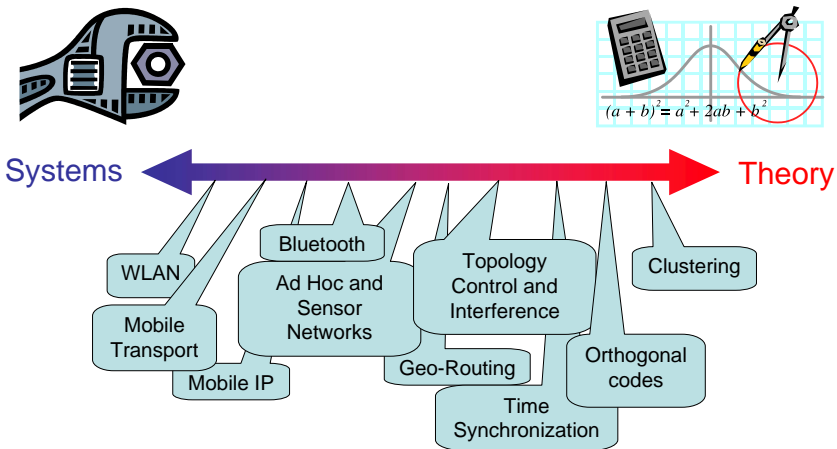 (a + b)² = a² + 2ab + b²
Systems
Theory
WLAN
Mobile
Transport
Mobile IP
Bluetooth
Ad Hoc and
Sensor
Networks
Geo-Routing
Topology
Control and
Interference
Time
Synchronization
Orthogonal
codes
Clustering